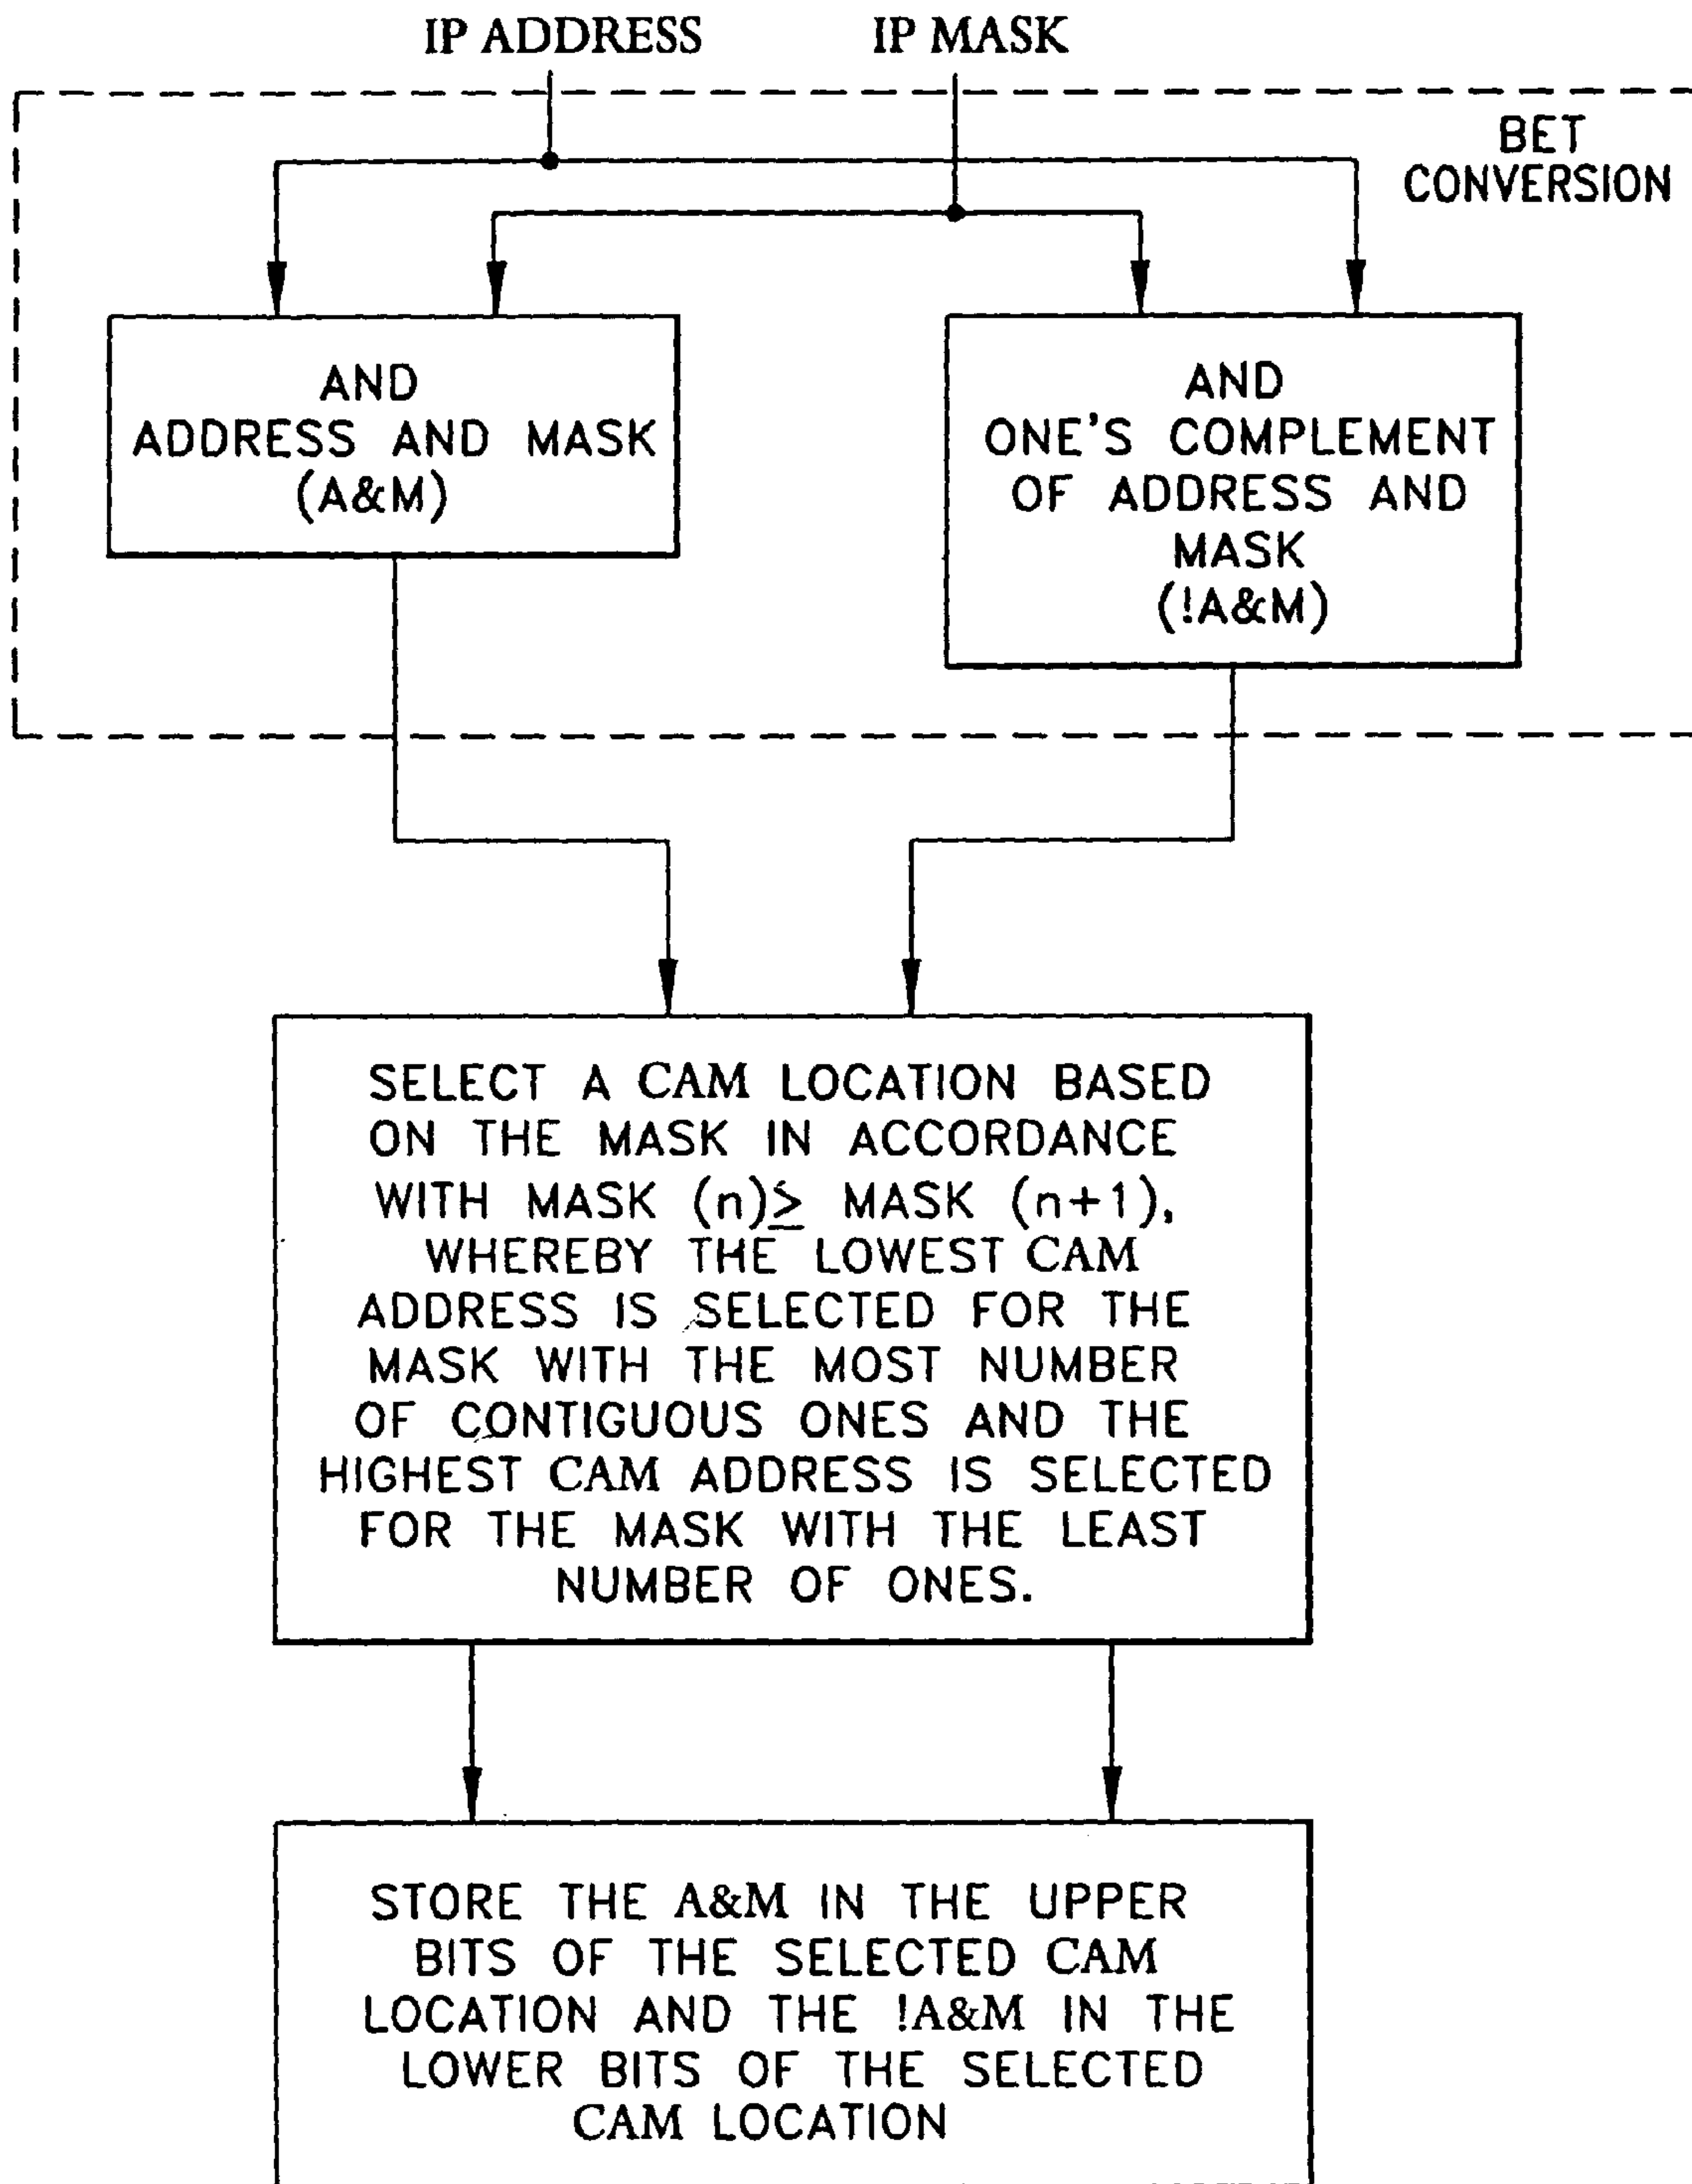 IP ADDRESS
IP MASK
BET
CONVERSION
AND
ADDRESS AND MASK
(A&M)
AND
ONE'S COMPLEMENT
OF ADDRESS AND
MASK
(!A&M)
SELECT A CAM LOCATION BASED
ON THE MASK IN ACCORDANCE
WITH MASK (n)≥ MASK (n+1),
WHEREBY THE LOWEST CAM
ADDRESS IS SELECTED FOR THE
MASK WITH THE MOST NUMBER
OF CONTIGUOUS ONES AND THE
HIGHEST CAM ADDRESS IS SELECTED
FOR THE MASK WITH THE LEAST
NUMBER OF ONES.
STORE THE A&M IN THE UPPER
BITS OF THE SELECTED CAM
LOCATION AND THE !A&M IN THE
LOWER BITS OF THE SELECTED
CAM LOCATION